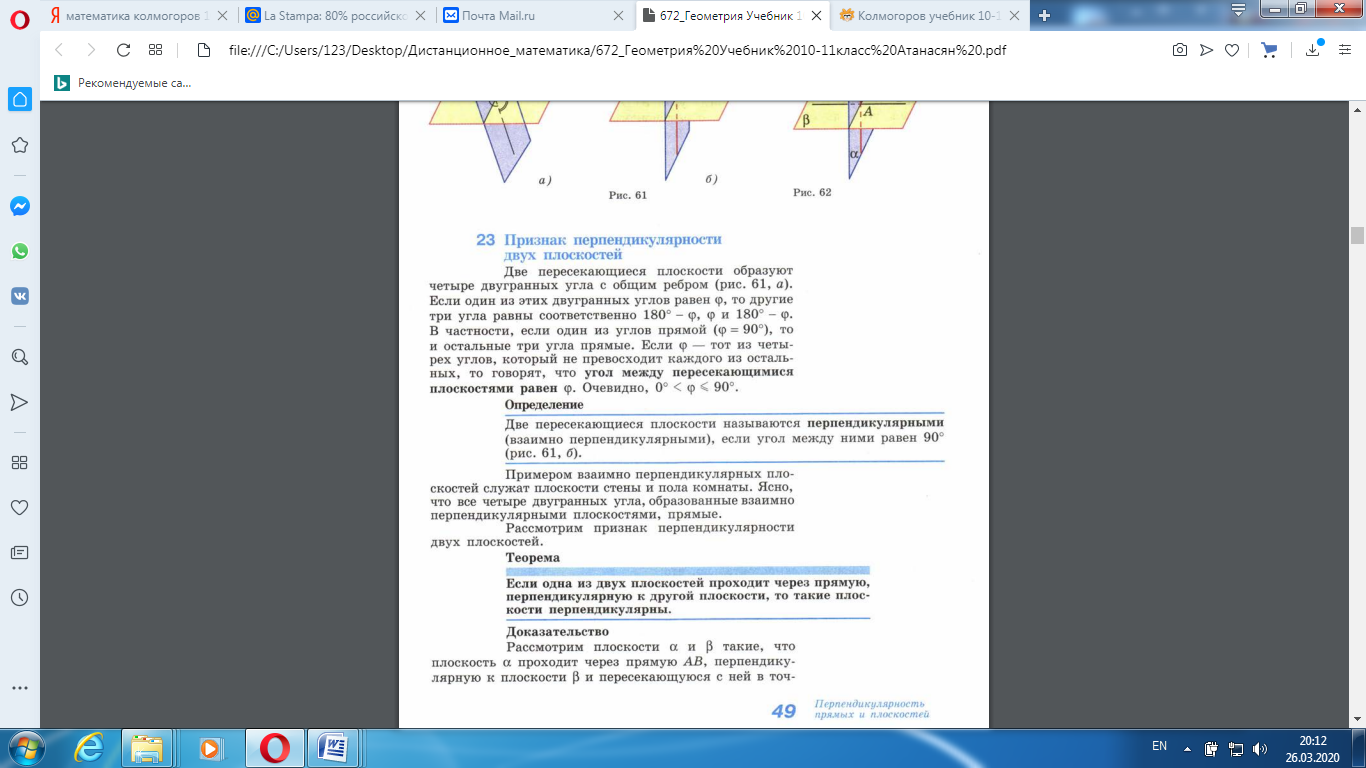 математика колмогоров 1
La Stampa: 80% российско
Почта Mail.ru
672_Геометрия Учебник 1
Колмогоров учебник 10-1
file:///C:/Users/123/Desktop/Дистанционное_математика/672_Геометрия%20Учебник%2010-11класс%20Атанасян%20.pdf
Рекомендуемые са...
β
A
α
а)
б)
Рис. 61
Рис. 62
23 Признак перпендикулярности
двух плоскостей
Две пересекающиеся плоскости образуют
четыре двугранных угла с общим ребром (рис. 61, а).
Если один из этих двугранных углов равен φ, то другие
три угла равны соответственно 180° – φ, φ и 180° – φ.
В частности, если один из углов прямой (φ = 90°), то
и остальные три угла прямые. Если φ — тот из четы-
рех углов, который не превосходит каждого из осталь-
ных, то говорят, что угол между пересекающимися
плоскостями равен φ. Очевидно, 0° < φ ⩽ 90°.
Определение
Две пересекающиеся плоскости называются перпендикулярными
(взаимно перпендикулярными), если угол между ними равен 90°
(рис. 61, б).
Примером взаимно перпендикулярных пло-
скостей служат плоскости стены и пола комнаты. Ясно,
что все четыре двугранных угла, образованные взаимно
перпендикулярными плоскостями, прямые.
Рассмотрим признак перпендикулярности
двух плоскостей.
Теорема
Если одна из двух плоскостей проходит через прямую,
перпендикулярную к другой плоскости, то такие плос-
кости перпендикулярны.
Доказательство
Рассмотрим плоскости α и β такие, что
плоскость α проходит через прямую AB, перпендику-
лярную к плоскости β и пересекающуюся с ней в точ-
49 Перпендикулярность
прямых и плоскостей
EN
20:12
26.03.2020